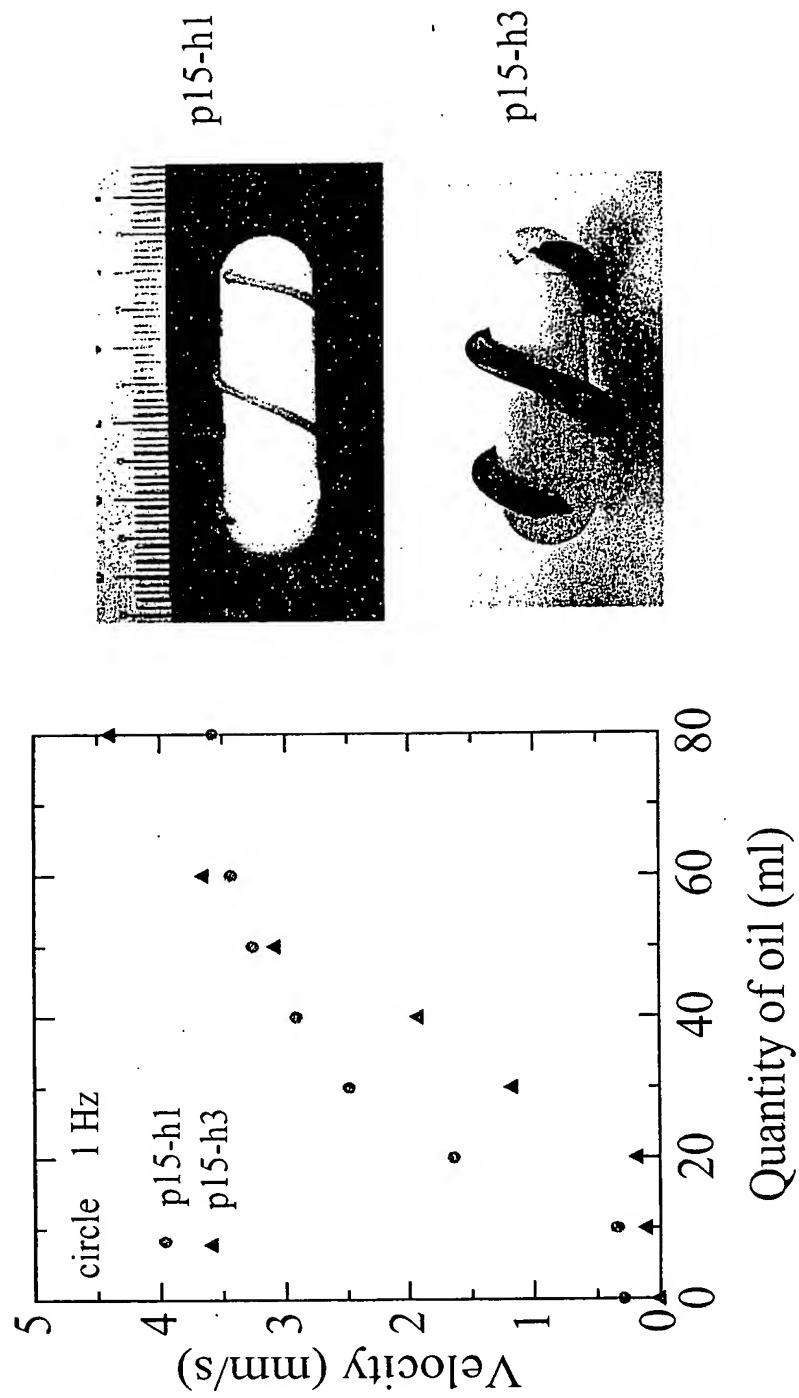 p15-h1
p15-h3
circle 1 Hz
p15-h1
p15-h3
5
4
3
2
1
0
Velocity (mm/s)
0 20 40 60 80
Quantity of oil (ml)